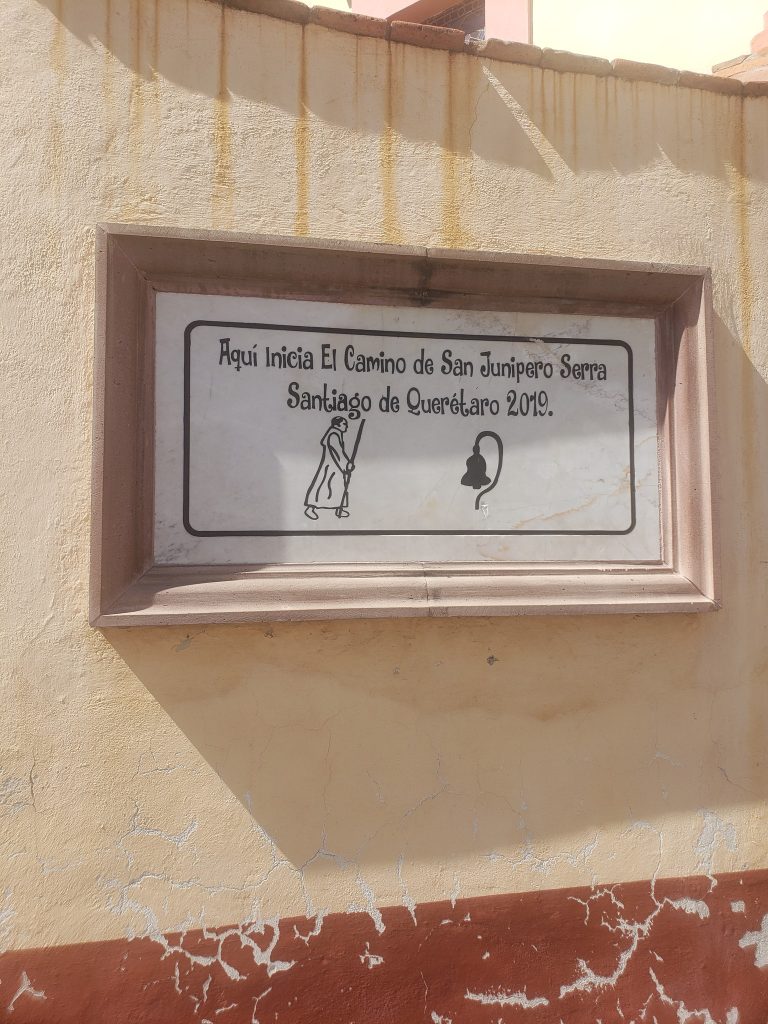 Aquí Inicia El Camino de San Junipero Serra
Santiago de Querétaro 2019.